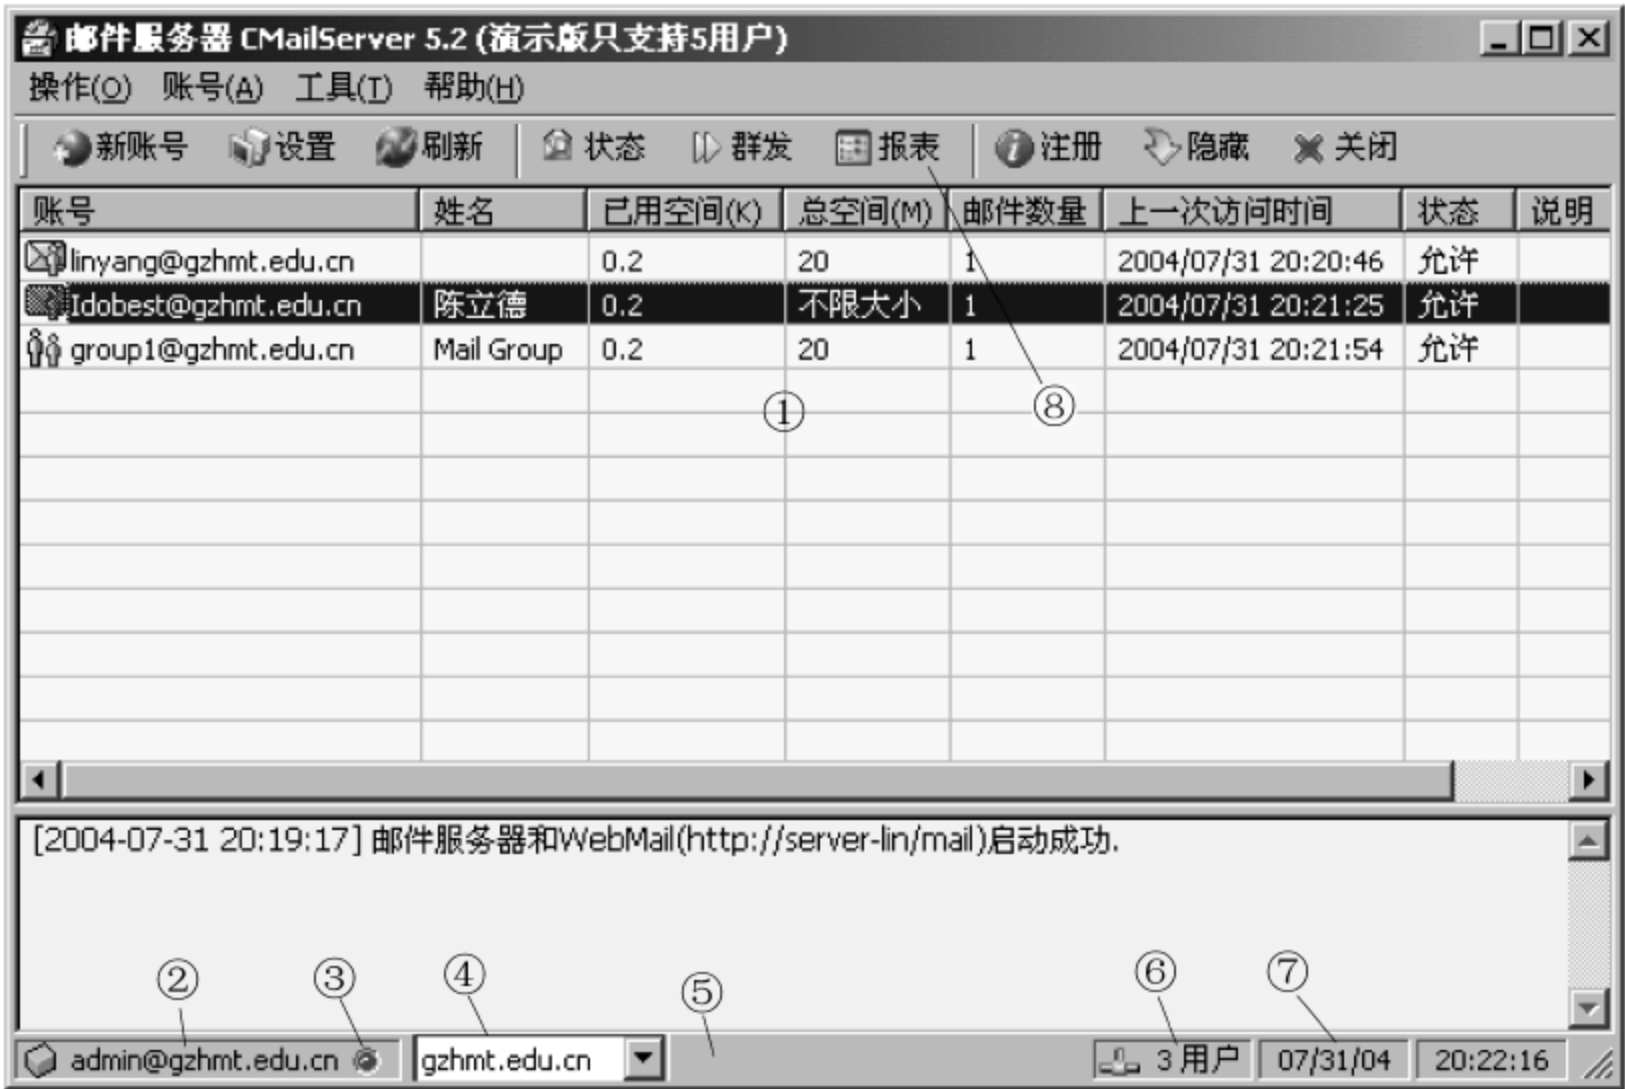 邮件服务器 CMailServer 5.2 (演示版只支持5用户)
操作(O) 账号(A) 工具(T) 帮助(H)
新账号 设置 刷新 状态 群发 报表 注册 隐藏 关闭
账号 姓名 已用空间(K) 总空间(M) 邮件数量 上一次访问时间 状态 说明
linyang@gzhmt.edu.cn 0.2 20 1 2004/07/31 20:20:46 允许
Idobest@gzhmt.edu.cn 陈立德 0.2 不限大小 1 2004/07/31 20:21:25 允许
group1@gzhmt.edu.cn Mail Group 0.2 20 1 2004/07/31 20:21:54 允许
① ⑧
[2004-07-31 20:19:17] 邮件服务器和WebMail(http://server-lin/mail)启动成功.
② ③ ④ ⑤ ⑥ ⑦
admin@gzhmt.edu.cn gzhmt.edu.cn 3 用户 07/31/04 20:22:16